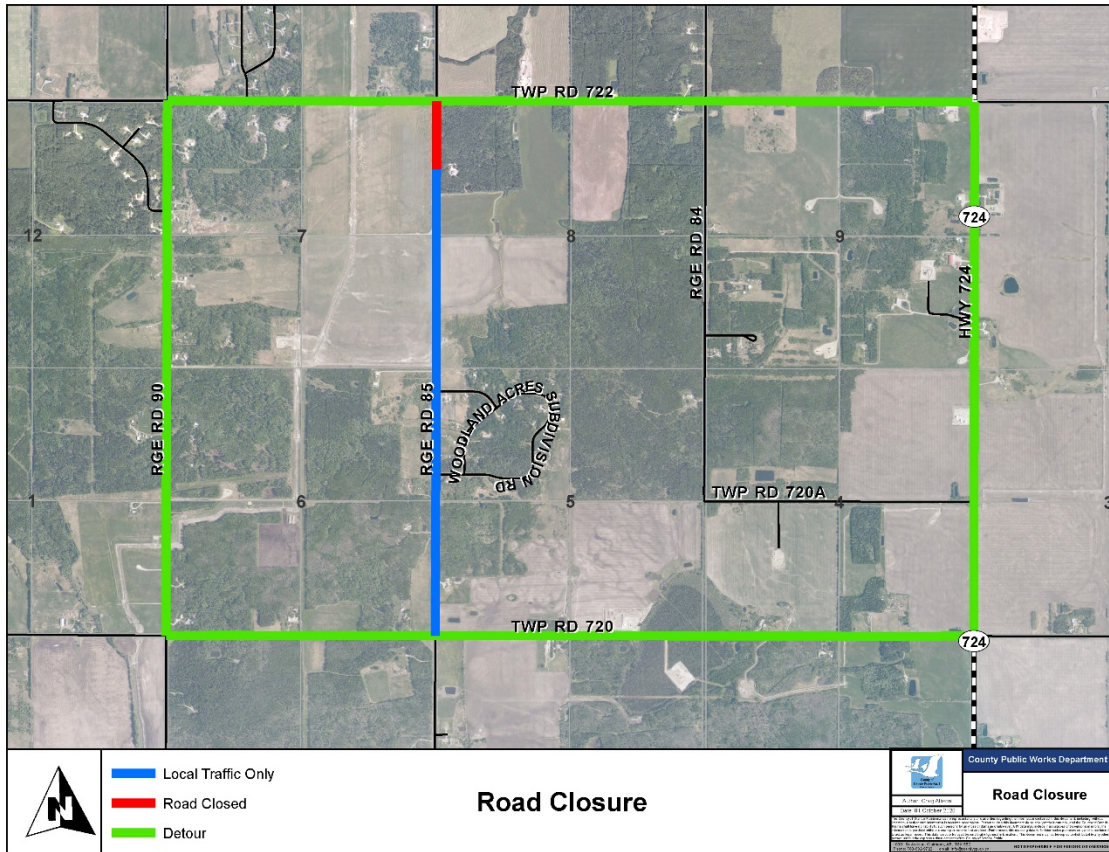 TWP RD 722
12
7
8
9
724
RGE RD 84
HWY 724
RGE RD 90
RGE RD 85
WOODLAND ACRES SUBDIVISION RD
TWP RD 720A
1
6
5
4
3
TWP RD 720
724
N
Local Traffic Only
Road Closed
Detour
Road Closure
County Public Works Department
Road Closure